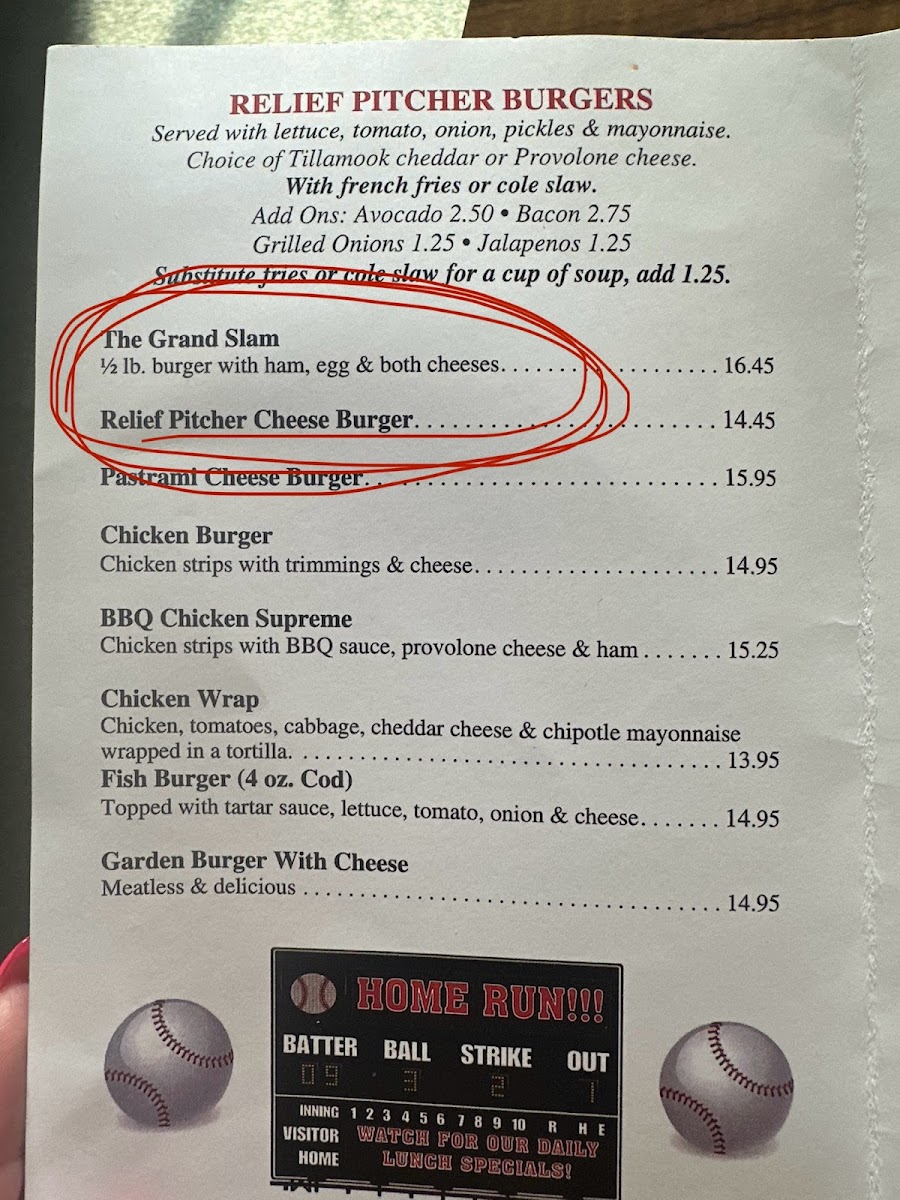 RELIEF PITCHER BURGERS
Served with lettuce, tomato, onion, pickles & mayonnaise.
Choice of Tillamook cheddar or Provolone cheese.
With french fries or cole slaw.
Add Ons: Avocado 2.50 • Bacon 2.75
Grilled Onions 1.25 • Jalapenos 1.25
Substitute fries or cole slaw for a cup of soup, add 1.25.
The Grand Slam
½ lb. burger with ham, egg & both cheeses. . . . . . . . . . . . . . . . . . . 16.45
Relief Pitcher Cheese Burger. . . . . . . . . . . . . . . . . . . . . . . . . . 14.45
Pastrami Cheese Burger. . . . . . . . . . . . . . . . . . . . . . . . . . . . . . 15.95
Chicken Burger
Chicken strips with trimmings & cheese. . . . . . . . . . . . . . . . . . . . . 14.95
BBQ Chicken Supreme
Chicken strips with BBQ sauce, provolone cheese & ham . . . . . . . 15.25
Chicken Wrap
Chicken, tomatoes, cabbage, cheddar cheese & chipotle mayonnaise
wrapped in a tortilla. . . . . . . . . . . . . . . . . . . . . . . . . . . . . . . . . . . . 13.95
Fish Burger (4 oz. Cod)
Topped with tartar sauce, lettuce, tomato, onion & cheese. . . . . . . 14.95
Garden Burger With Cheese
Meatless & delicious . . . . . . . . . . . . . . . . . . . . . . . . . . . . . . . . . . . . 14.95
HOME RUN!!!
BATTER BALL STRIKE OUT
09 3 2 1
INNING 1 2 3 4 5 6 7 8 9 10 R H E
VISITOR WATCH FOR OUR DAILY
HOME LUNCH SPECIALS!